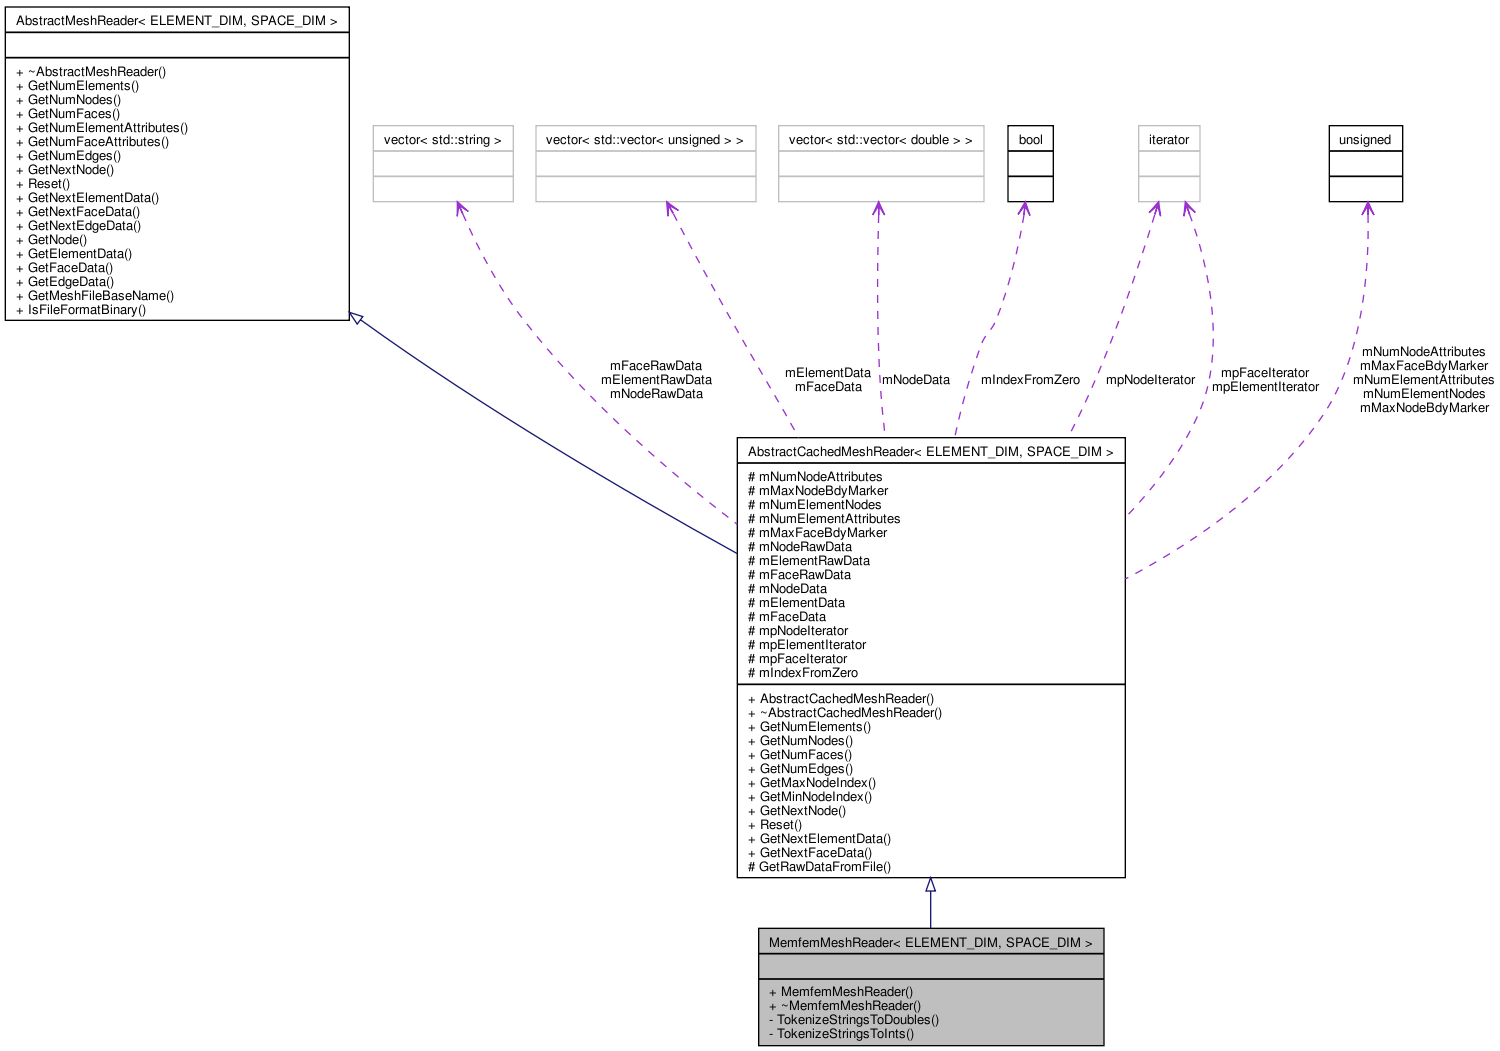 AbstractMeshReader< ELEMENT_DIM, SPACE_DIM >
+ ~AbstractMeshReader()
+ GetNumElements()
+ GetNumNodes()
+ GetNumFaces()
+ GetNumElementAttributes()
+ GetNumFaceAttributes()
+ GetNumEdges()
+ GetNextNode()
+ Reset()
+ GetNextElementData()
+ GetNextFaceData()
+ GetNextEdgeData()
+ GetNode()
+ GetElementData()
+ GetFaceData()
+ GetEdgeData()
+ GetMeshFileBaseName()
+ IsFileFormatBinary()
vector< std::string >
vector< std::vector< unsigned > >
vector< std::vector< double > >
bool
iterator
unsigned
mFaceRawData
mElementRawData
mNodeRawData
mElementData
mFaceData
mNodeData
mIndexFromZero
mpNodeIterator
mpFaceIterator
mpElementIterator
mNumNodeAttributes
mMaxFaceBdyMarker
mNumElementAttributes
mNumElementNodes
mMaxNodeBdyMarker
AbstractCachedMeshReader< ELEMENT_DIM, SPACE_DIM >
# mNumNodeAttributes
# mMaxNodeBdyMarker
# mNumElementNodes
# mNumElementAttributes
# mMaxFaceBdyMarker
# mNodeRawData
# mElementRawData
# mFaceRawData
# mNodeData
# mElementData
# mFaceData
# mpNodeIterator
# mpElementIterator
# mpFaceIterator
# mIndexFromZero
+ AbstractCachedMeshReader()
+ ~AbstractCachedMeshReader()
+ GetNumElements()
+ GetNumNodes()
+ GetNumFaces()
+ GetNumEdges()
+ GetMaxNodeIndex()
+ GetMinNodeIndex()
+ GetNextNode()
+ Reset()
+ GetNextElementData()
+ GetNextFaceData()
# GetRawDataFromFile()
MemfemMeshReader< ELEMENT_DIM, SPACE_DIM >
+ MemfemMeshReader()
+ ~MemfemMeshReader()
- TokenizeStringsToDoubles()
- TokenizeStringsToInts()